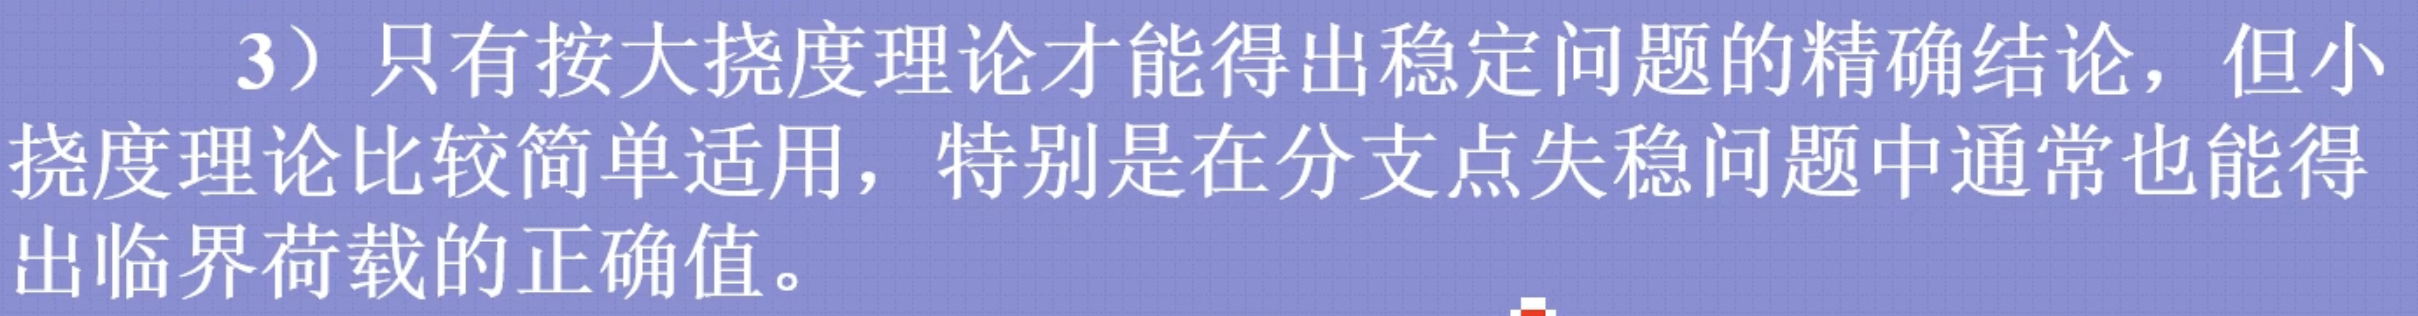 3）只有按大挠度理论才能得出稳定问题的精确结论，但小
挠度理论比较简单适用，特别是在分支点失稳问题中通常也能得
出临界荷载的正确值。